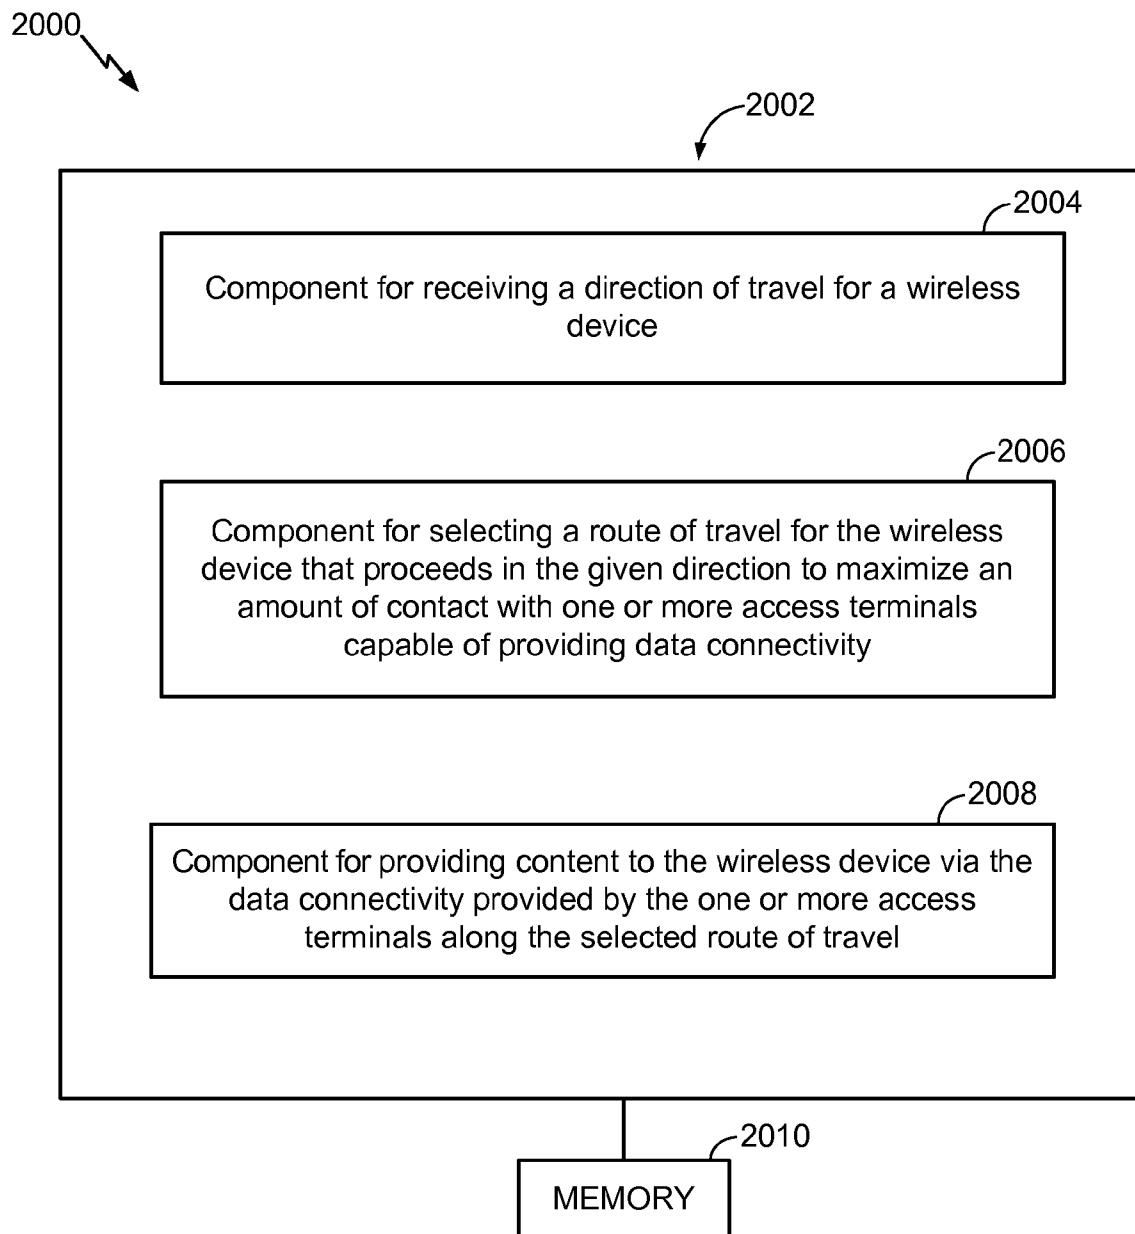 2000
2002
2004
Component for receiving a direction of travel for a wireless
device
2006
Component for selecting a route of travel for the wireless
device that proceeds in the given direction to maximize an
amount of contact with one or more access terminals
capable of providing data connectivity
2008
Component for providing content to the wireless device via the
data connectivity provided by the one or more access
terminals along the selected route of travel
2010
MEMORY